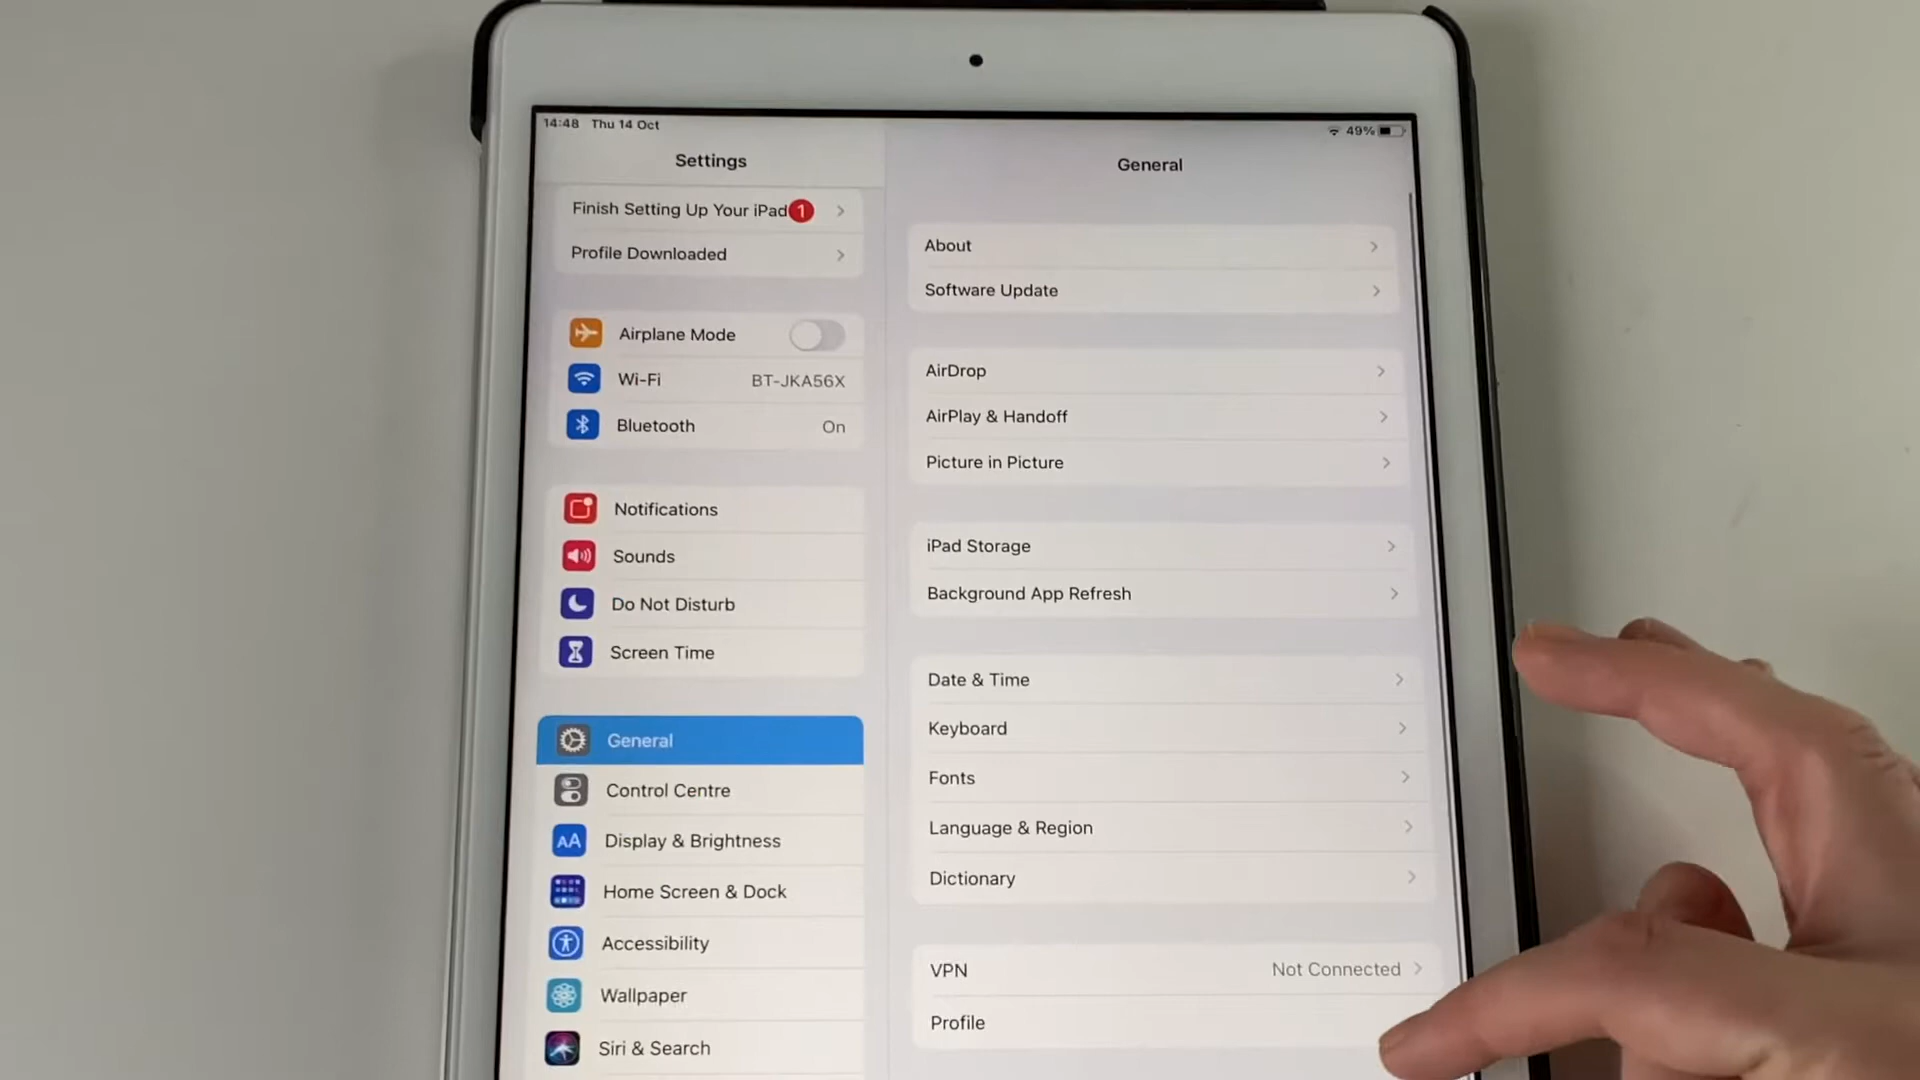 14:48 Thu 14 Oct
49%
Settings
Finish Setting Up Your iPad 1
Profile Downloaded
Airplane Mode
Wi-Fi BT-JKA56X
Bluetooth On
Notifications
Sounds
Do Not Disturb
Screen Time
General
Control Centre
AA Display & Brightness
Home Screen & Dock
Accessibility
Wallpaper
Siri & Search
General
About
Software Update
AirDrop
AirPlay & Handoff
Picture in Picture
iPad Storage
Background App Refresh
Date & Time
Keyboard
Fonts
Language & Region
Dictionary
VPN Not Connected
Profile